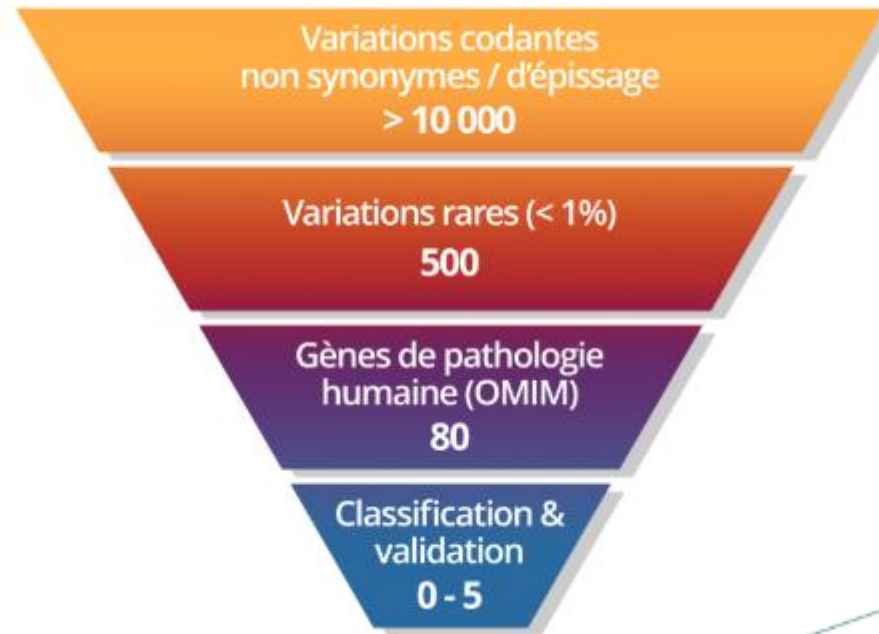 Variations codantes
non synonymes / d'épissage
> 10 000
Variations rares (< 1%)
500
Gènes de pathologie
humaine (OMIM)
80
Classification &
validation
0 - 5